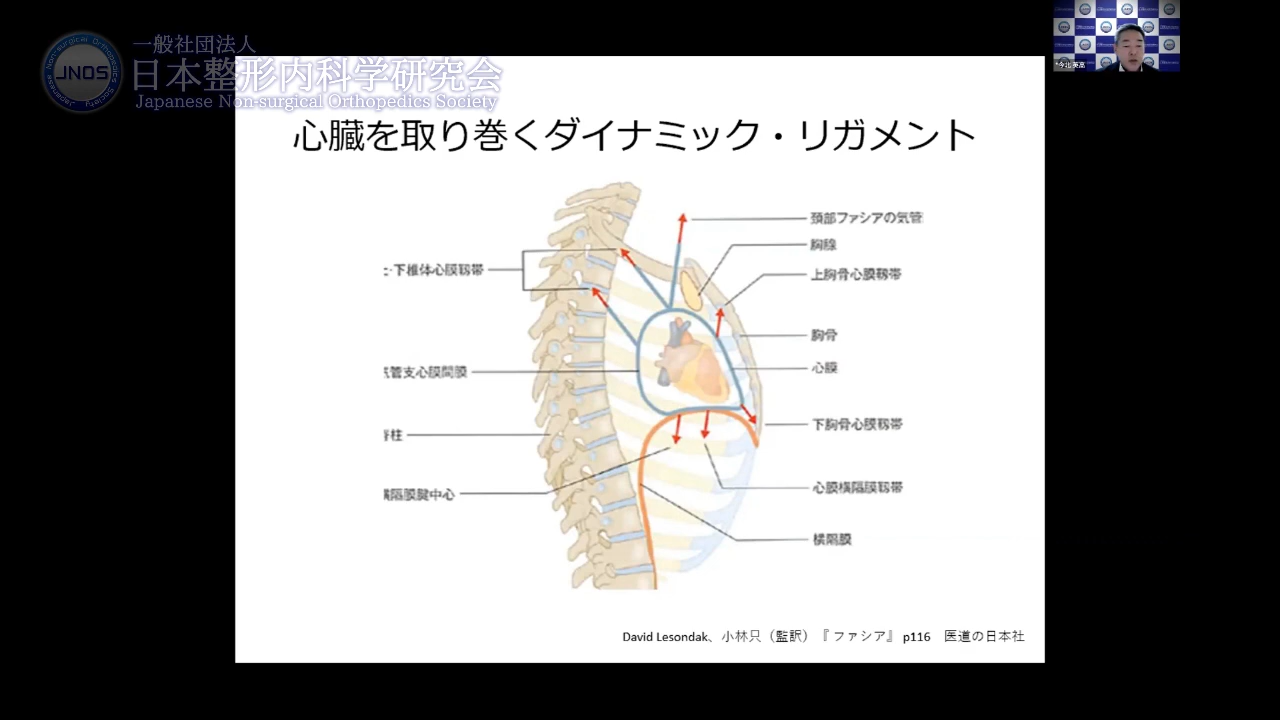 一般社団法人
日本整形内科学研究会
Japanese Non-surgical Orthopedics Society
JNOS
心臓を取り巻くダイナミック・リガメント
頚部ファシアの気管
胸線
上胸骨心膜靱帯
下椎体心膜靱帯
胸骨
心膜
管支心膜間膜
下胸骨心膜靱帯
柱
心膜横隔膜靱帯
隔膜腱中心
横隔膜
David Lesondak、小林只（監訳）『ファシア』 p116 医道の日本社